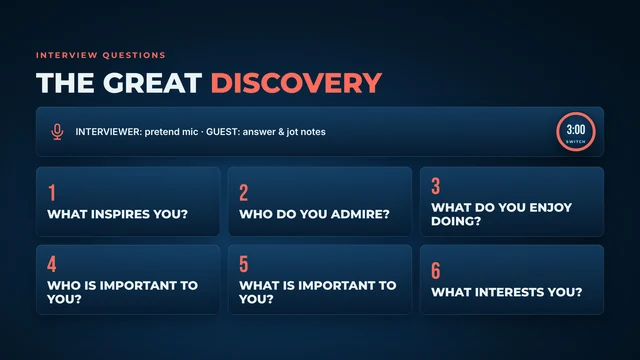 INTERVIEW QUESTIONS
THE GREAT DISCOVERY
INTERVIEWER: pretend mic · GUEST: answer & jot notes
3:00
SWITCH
1
WHAT INSPIRES YOU?
2
WHO DO YOU ADMIRE?
3
WHAT DO YOU ENJOY
DOING?
4
WHO IS IMPORTANT TO
YOU?
5
WHAT IS IMPORTANT TO
YOU?
6
WHAT INTERESTS YOU?